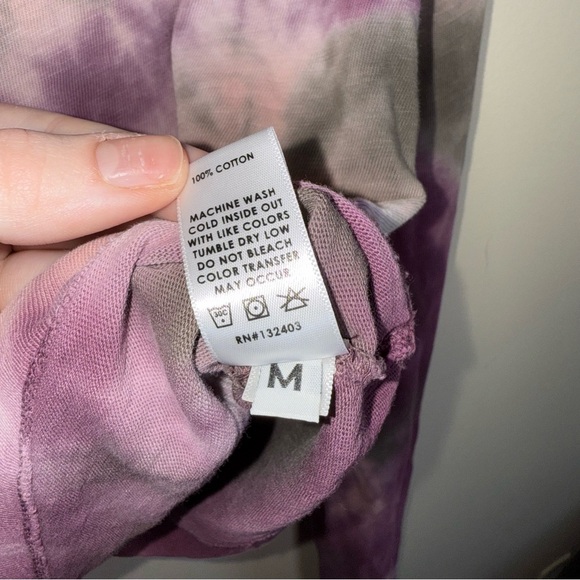 100% COTTON
MACHINE WASH
COLD INSIDE OUT
WITH LIKE COLORS
TUMBLE DRY LOW
DO NOT BLEACH
COLOR TRANSFER
MAY OCCUR
30C
RN#132403
M